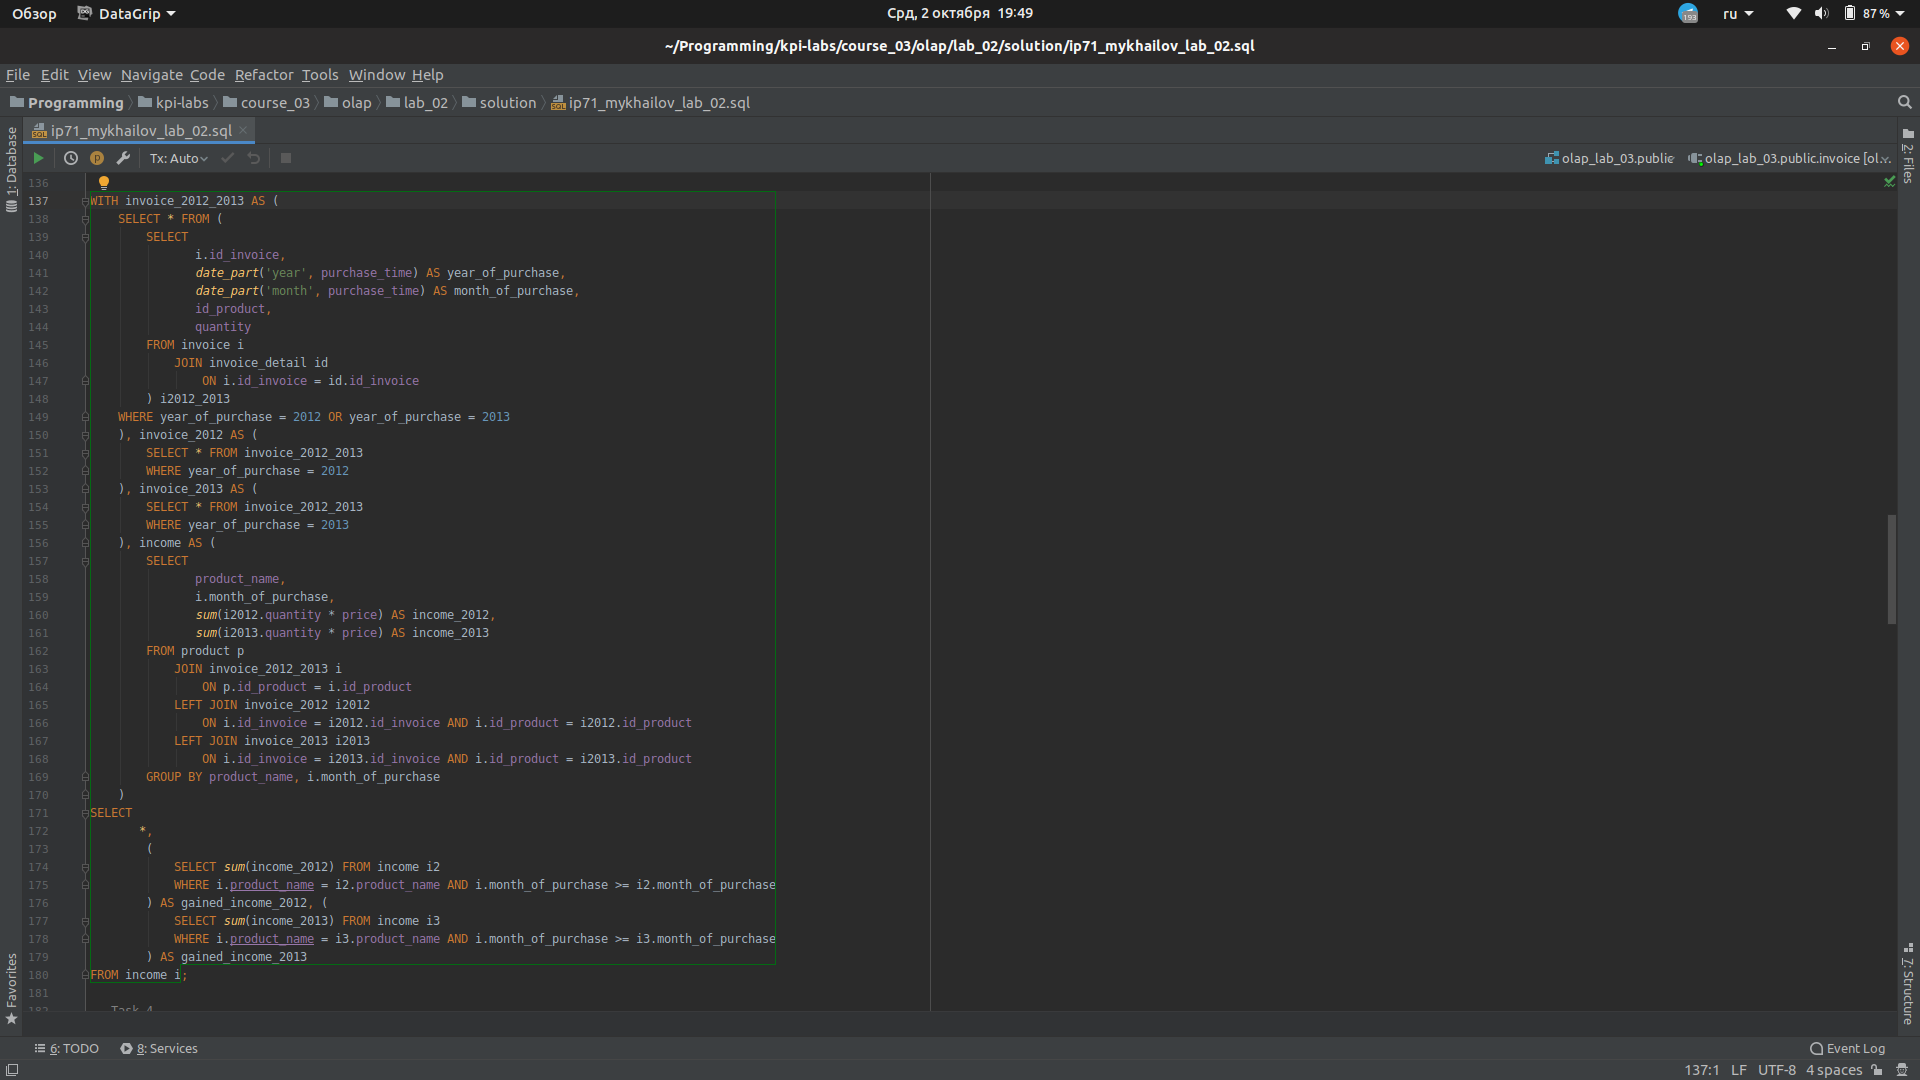 Обзор DataGrip Срд, 2 октября 19:49 193 ru 87 %
~/Programming/kpi-labs/course_03/olap/lab_02/solution/ip71_mykhailov_lab_02.sql
File Edit View Navigate Code Refactor Tools Window Help
Programming kpi-labs course_03 olap lab_02 solution ip71_mykhailov_lab_02.sql
ip71_mykhailov_lab_02.sql
Tx: Auto olap_lab_03.public olap_lab_03.public.invoice [ol...
1: Database
2: Files
136
137 WITH invoice_2012_2013 AS (
138 SELECT * FROM (
139 SELECT
140 i.id_invoice,
141 date_part('year', purchase_time) AS year_of_purchase,
142 date_part('month', purchase_time) AS month_of_purchase,
143 id_product,
144 quantity
145 FROM invoice i
146 JOIN invoice_detail id
147 ON i.id_invoice = id.id_invoice
148 ) i2012_2013
149 WHERE year_of_purchase = 2012 OR year_of_purchase = 2013
150 ), invoice_2012 AS (
151 SELECT * FROM invoice_2012_2013
152 WHERE year_of_purchase = 2012
153 ), invoice_2013 AS (
154 SELECT * FROM invoice_2012_2013
155 WHERE year_of_purchase = 2013
156 ), income AS (
157 SELECT
158 product_name,
159 i.month_of_purchase,
160 sum(i2012.quantity * price) AS income_2012,
161 sum(i2013.quantity * price) AS income_2013
162 FROM product p
163 JOIN invoice_2012_2013 i
164 ON p.id_product = i.id_product
165 LEFT JOIN invoice_2012 i2012
166 ON i.id_invoice = i2012.id_invoice AND i.id_product = i2012.id_product
167 LEFT JOIN invoice_2013 i2013
168 ON i.id_invoice = i2013.id_invoice AND i.id_product = i2013.id_product
169 GROUP BY product_name, i.month_of_purchase
170 )
171 SELECT
172 *,
173 (
174 SELECT sum(income_2012) FROM income i2
175 WHERE i.product_name = i2.product_name AND i.month_of_purchase >= i2.month_of_purchase
176 ) AS gained_income_2012, (
177 SELECT sum(income_2013) FROM income i3
178 WHERE i.product_name = i3.product_name AND i.month_of_purchase >= i3.month_of_purchase
179 ) AS gained_income_2013
180 FROM income i;
181
182 Task 4
Favorites
7: Structure
6: TODO 8: Services Event Log
137:1 LF UTF-8 4 spaces